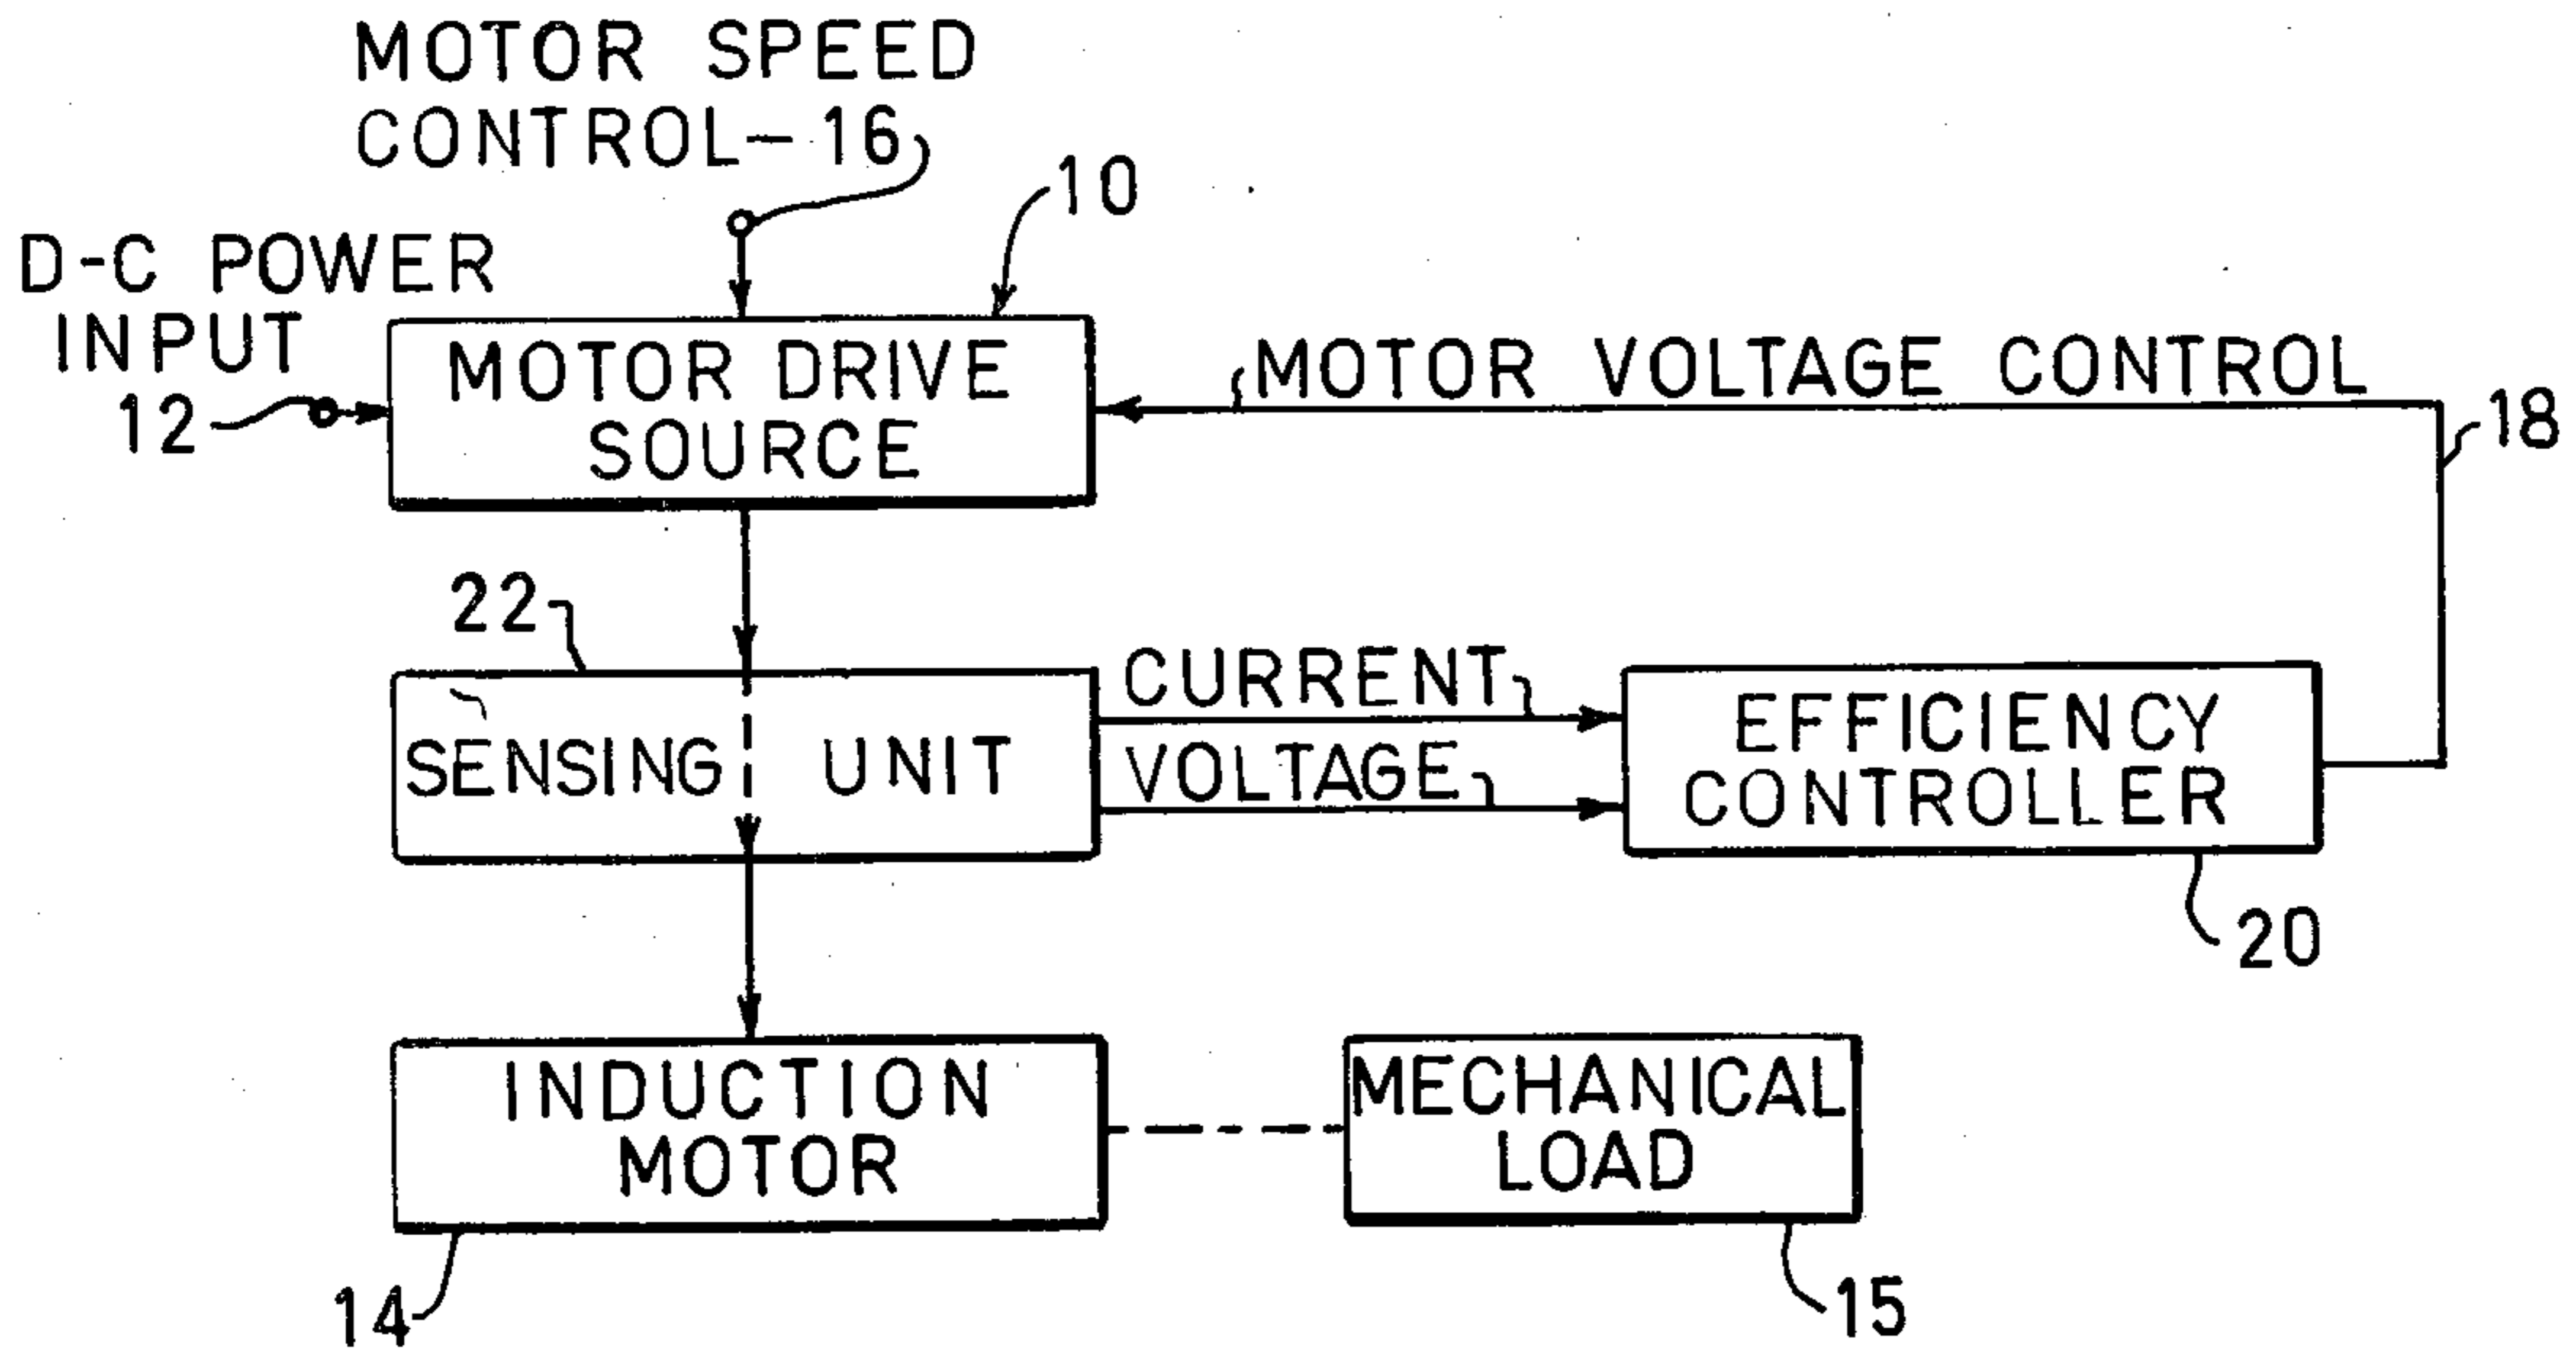 MOTOR SPEED
CONTROL-16
10
D-C POWER
INPUT
12
MOTOR DRIVE
SOURCE
MOTOR VOLTAGE CONTROL
18
22
SENSING UNIT
CURRENT
VOLTAGE
EFFICIENCY
CONTROLLER
20
INDUCTION
MOTOR
14
MECHANICAL
LOAD
15